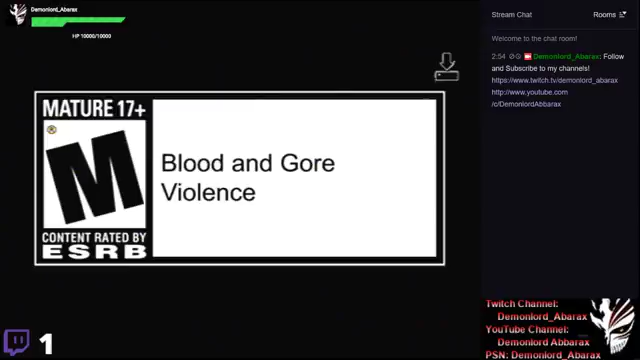 Demonlord_Abarax
HP 10000/10000
MATURE 17+
M
CONTENT RATED BY
ESRB
Blood and Gore
Violence
1
Stream Chat
Rooms
Welcome to the chat room!
2:54 Demonlord_Abarax: Follow
and Subscribe to my channels!
https://www.twitch.tv/demonlord_abarax
http://www.youtube.com
/c/DemonlordAbbarax
Twitch Channel:
Demonlord_Abarax
YouTube Channel:
Demonlord Abbarax
PSN: Demonlord_Abarax